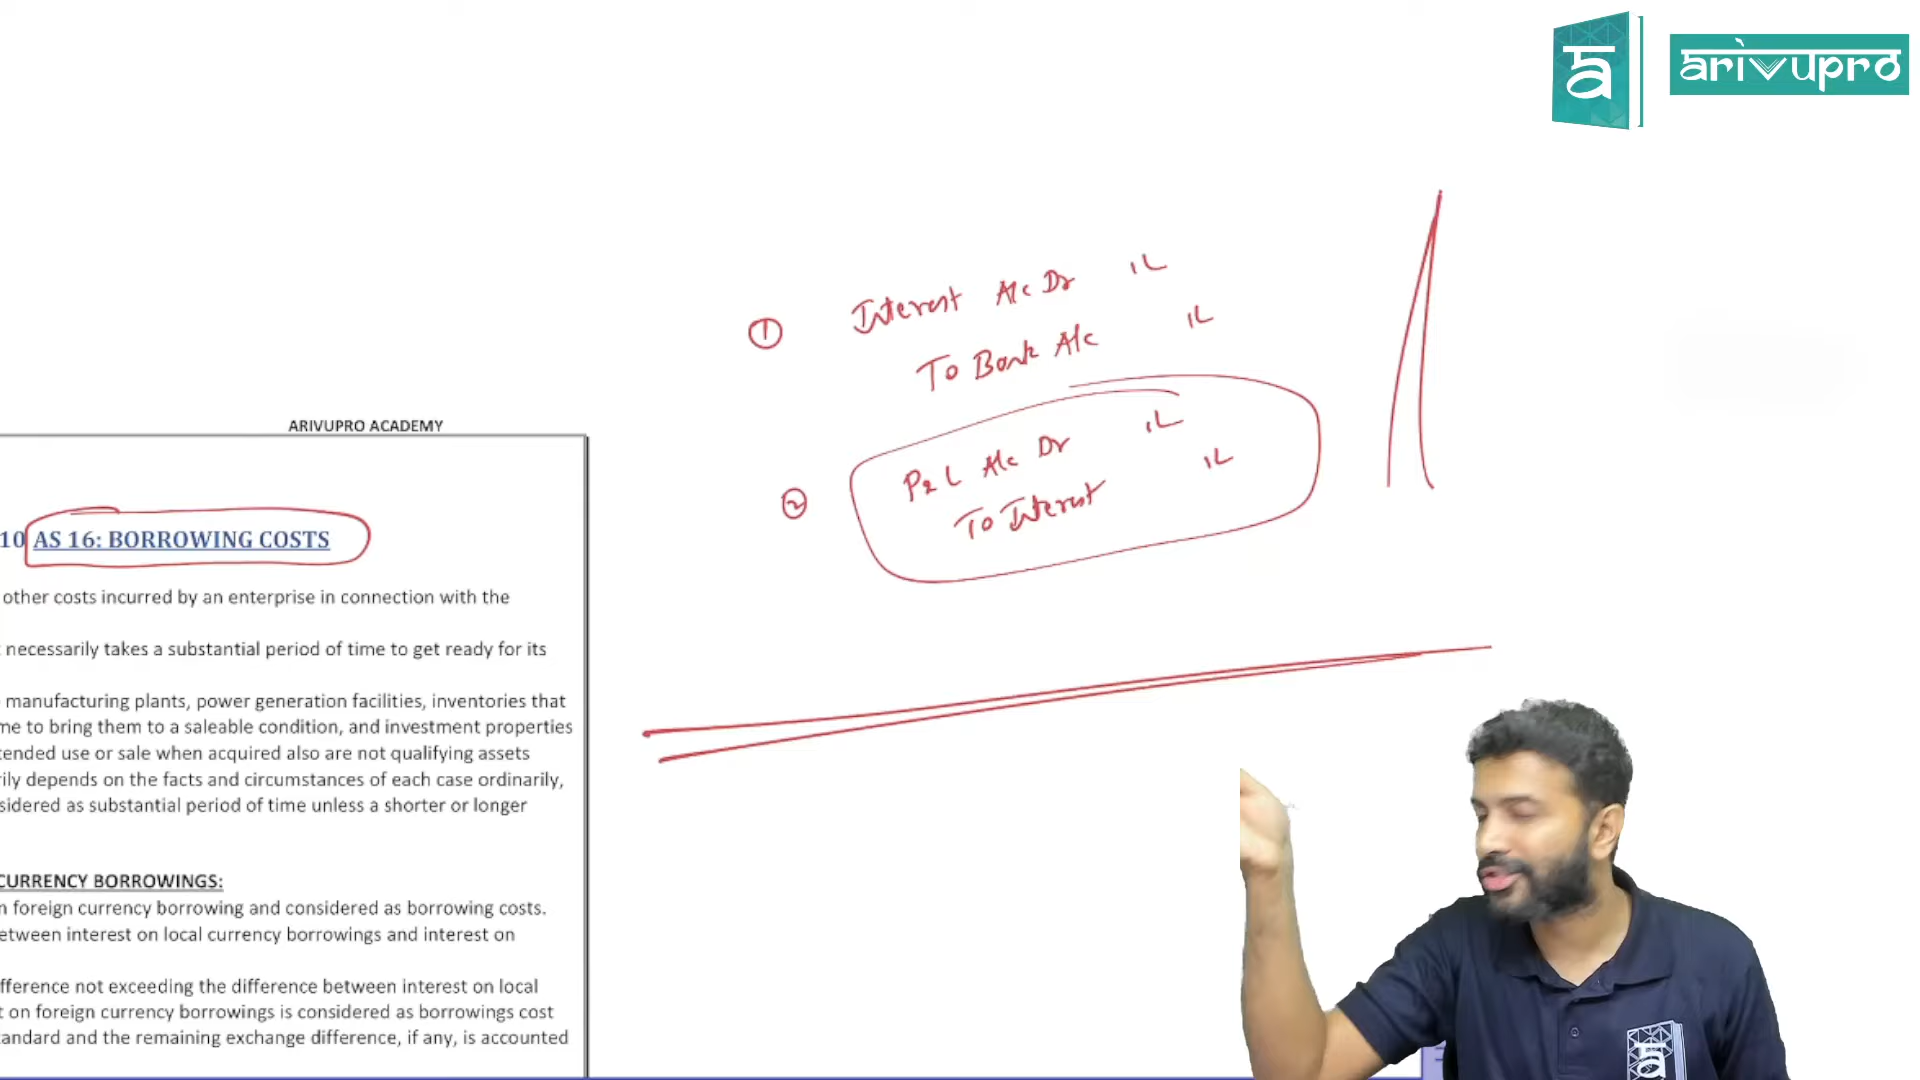 arivupro
① Interest A/c Dr 1L
To Bank A/c 1L
② P&L A/c Dr 1L
To Interest 1L
ARIVUPRO ACADEMY
10 AS 16: BORROWING COSTS
other costs incurred by an enterprise in connection with the
necessarily takes a substantial period of time to get ready for its
manufacturing plants, power generation facilities, inventories that
me to bring them to a saleable condition, and investment properties
tended use or sale when acquired also are not qualifying assets
rily depends on the facts and circumstances of each case ordinarily,
sidered as substantial period of time unless a shorter or longer
CURRENCY BORROWINGS:
n foreign currency borrowing and considered as borrowing costs.
etween interest on local currency borrowings and interest on
ifference not exceeding the difference between interest on local
t on foreign currency borrowings is considered as borrowings cost
tandard and the remaining exchange difference, if any, is accounted